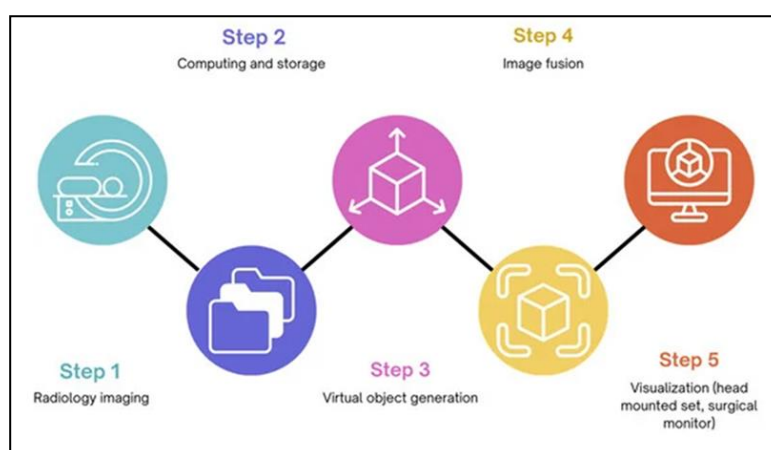 Step 1
Radiology imaging
Step 2
Computing and storage
Step 3
Virtual object generation
Step 4
Image fusion
Step 5
Visualization (head
mounted set, surgical
monitor)